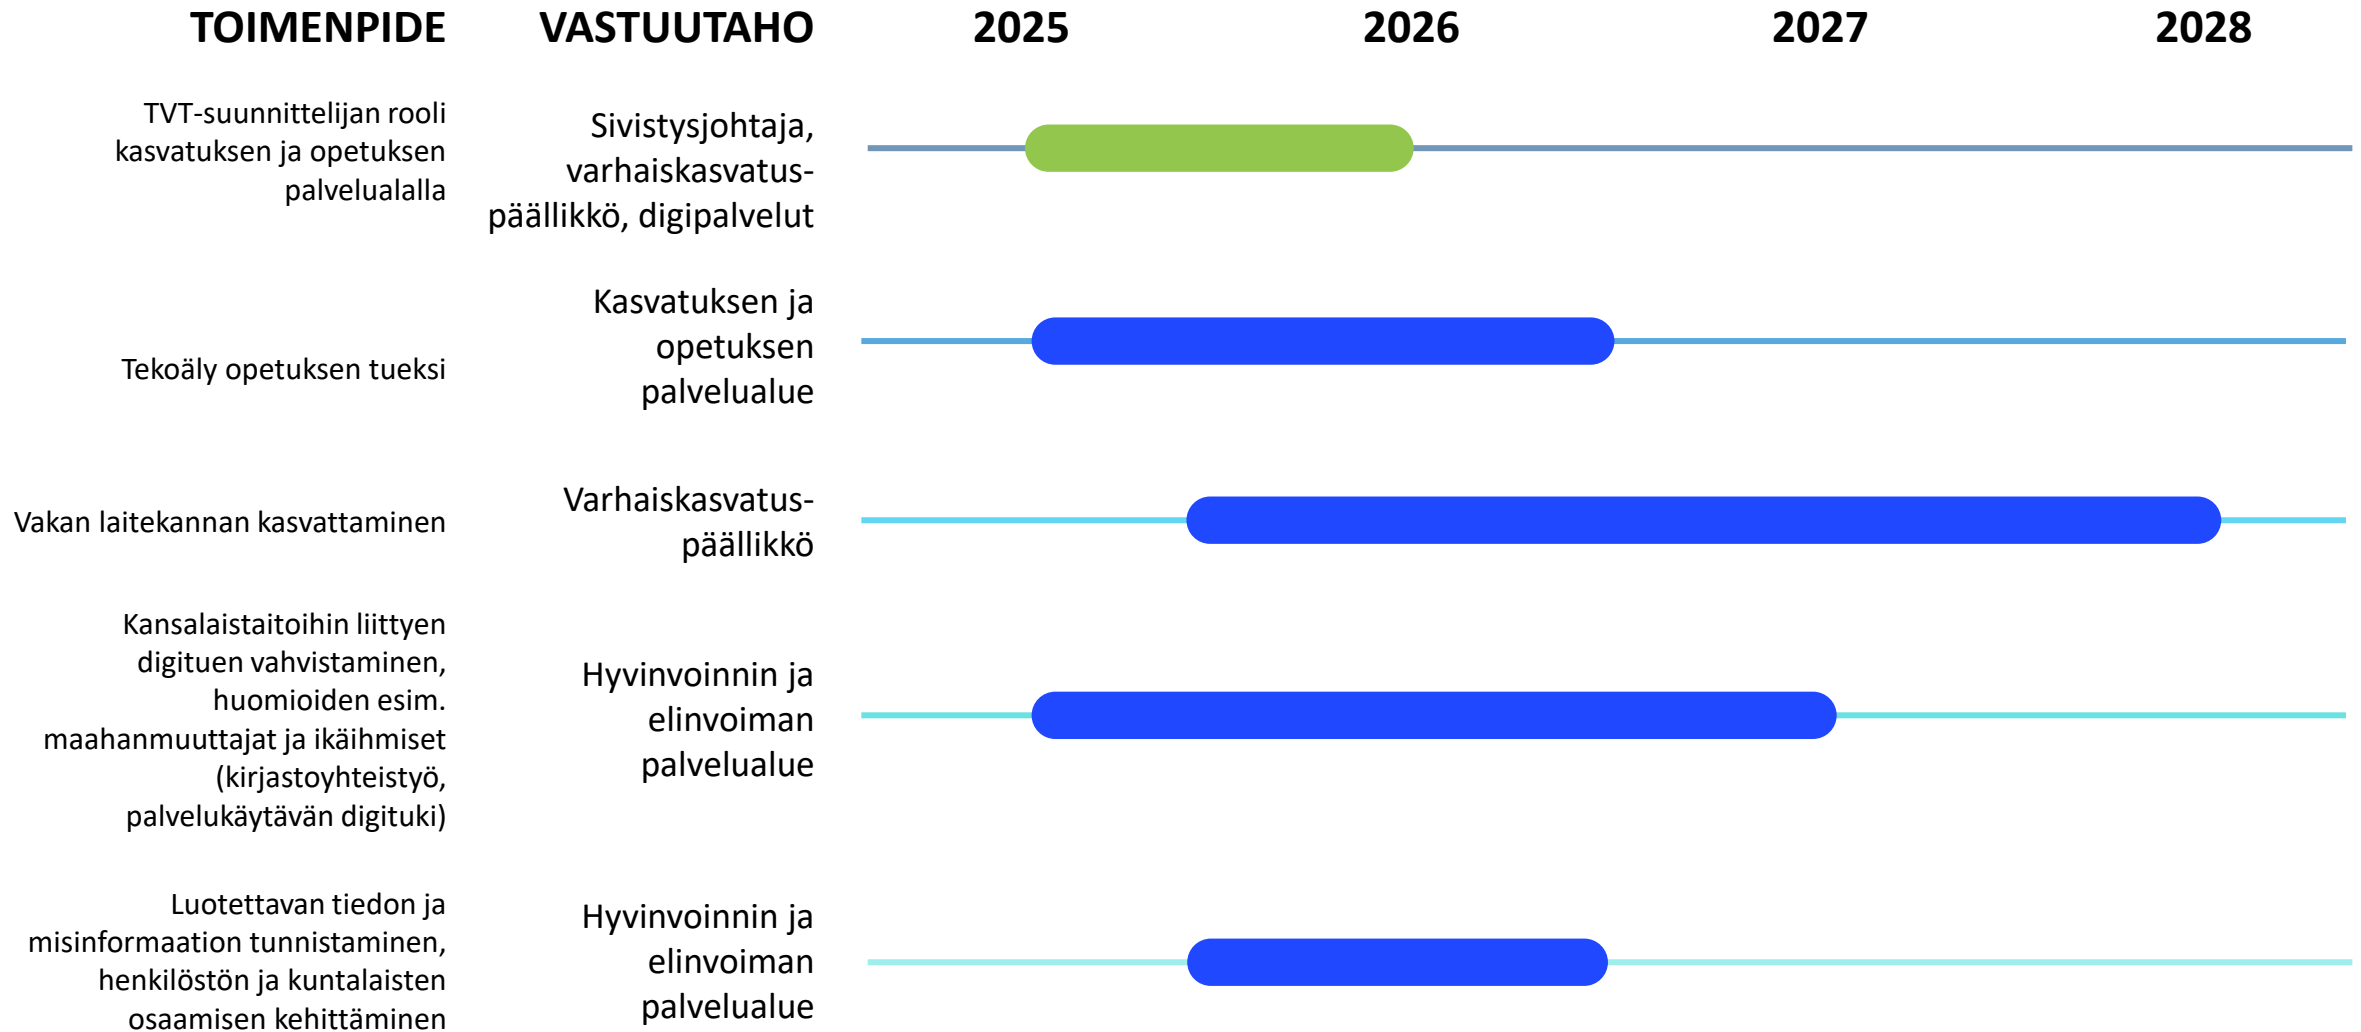 TOIMENPIDE VASTUUTAHO 2025 2026 2027 2028
TVT-suunnittelijan rooli
kasvatuksen ja opetuksen
palvelualalla
Sivistysjohtaja,
varhaiskasvatus-
päällikkö, digipalvelut
Tekoäly opetuksen tueksi
Kasvatuksen ja
opetuksen
palvelualue
Vakan laitekannan kasvattaminen
Varhaiskasvatus-
päällikkö
Kansalaistaitoihin liittyen
digituen vahvistaminen,
huomioiden esim.
maahanmuuttajat ja ikäihmiset
(kirjastoyhteistyö,
palvelukäytävän digituki)
Hyvinvoinnin ja
elinvoiman
palvelualue
Luotettavan tiedon ja
misinformaation tunnistaminen,
henkilöstön ja kuntalaisten
osaamisen kehittäminen
Hyvinvoinnin ja
elinvoiman
palvelualue